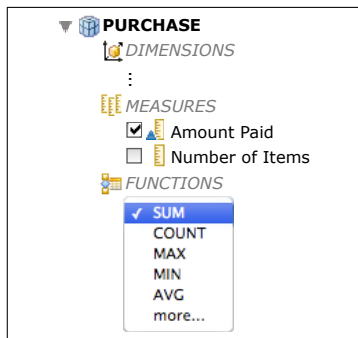 PURCHASE
DIMENSIONS
⋮
MEASURES
Amount Paid
Number of Items
FUNCTIONS
✓ SUM
COUNT
MAX
MIN
AVG
more...